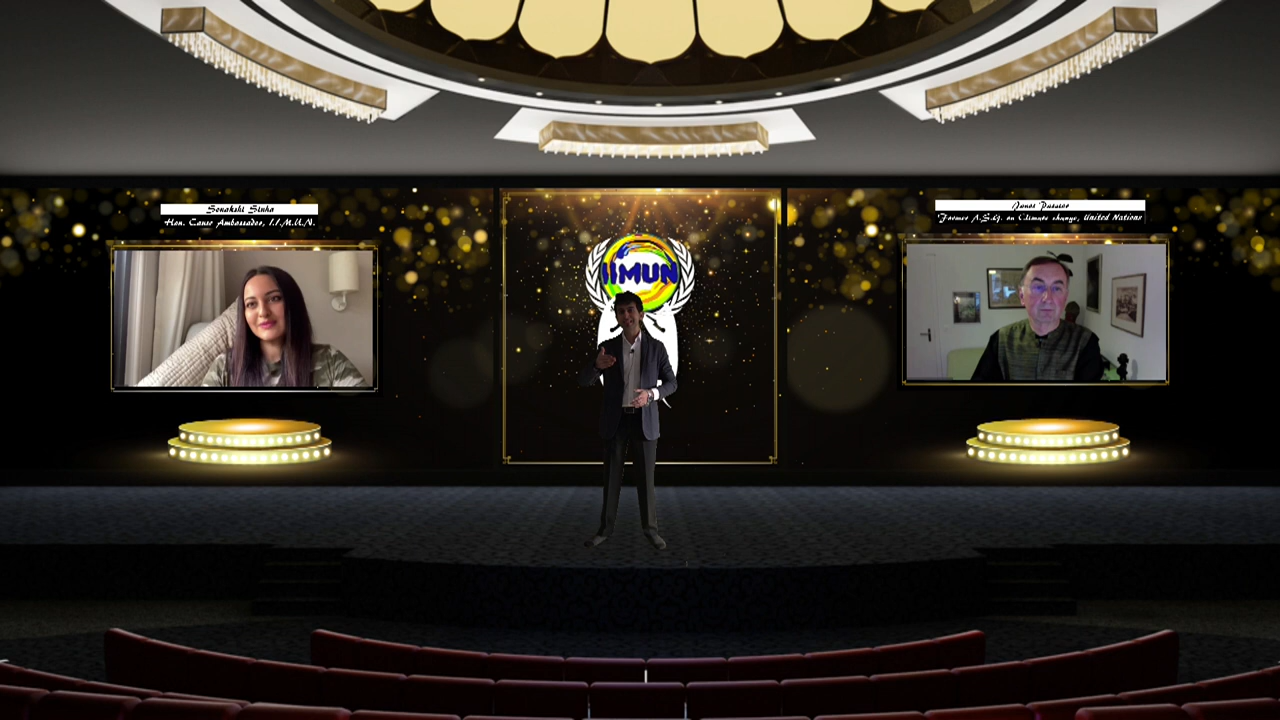 Sonakshi Sinha
Hon. Cause Ambassador, I.I.M.U.N.
IIMUN
Janos Pasztor
Former A.S.G. on Climate change, United Nations